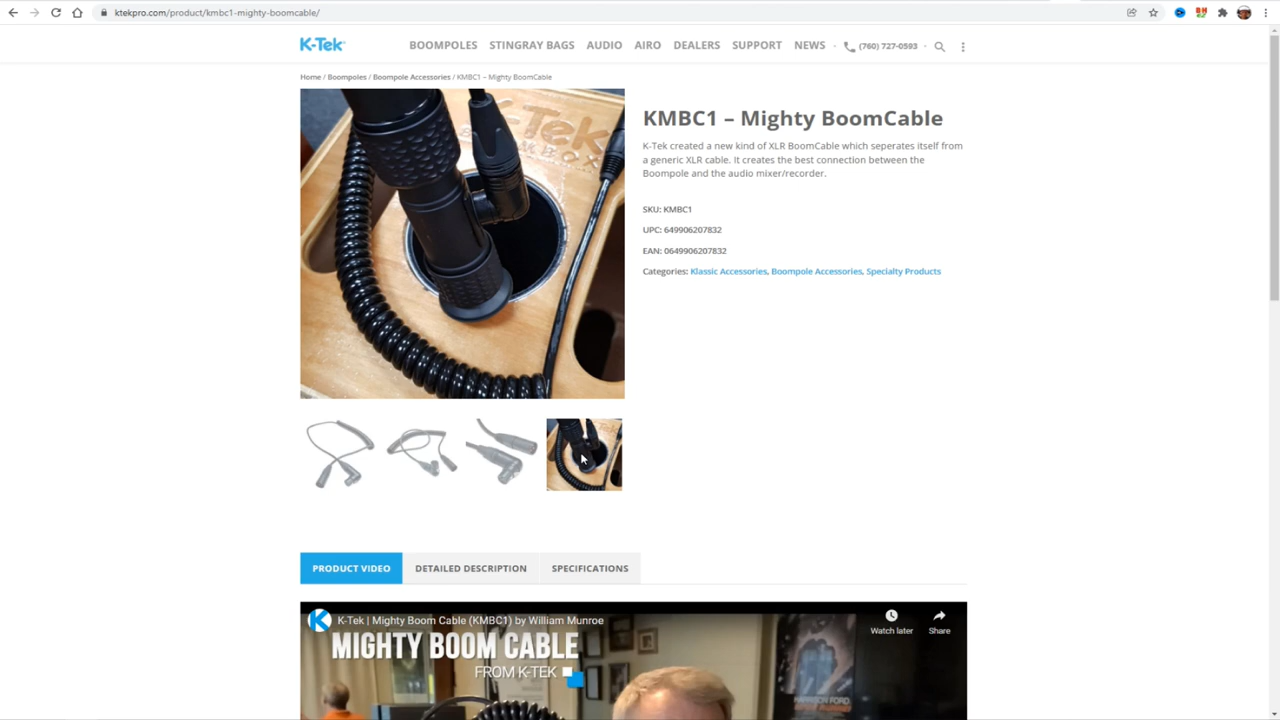 ktekpro.com/product/kmbc1-mighty-boomcable/
K-Tek
BOOMPOLES STINGRAY BAGS AUDIO AIRO DEALERS SUPPORT NEWS · (760) 727-0593 ·
Home / Boompoles / Boompole Accessories / KMBC1 – Mighty BoomCable
K-Tek
KMBC1 – Mighty BoomCable
K-Tek created a new kind of XLR BoomCable which seperates itself from
a generic XLR cable. It creates the best connection between the
Boompole and the audio mixer/recorder.
SKU: KMBC1
UPC: 649906207832
EAN: 0649906207832
Categories: Klassic Accessories, Boompole Accessories, Specialty Products
PRODUCT VIDEO DETAILED DESCRIPTION SPECIFICATIONS
K-Tek | Mighty Boom Cable (KMBC1) by William Munroe
Watch later Share
MIGHTY BOOM CABLE
FROM K-TEK
HARRISON FORD